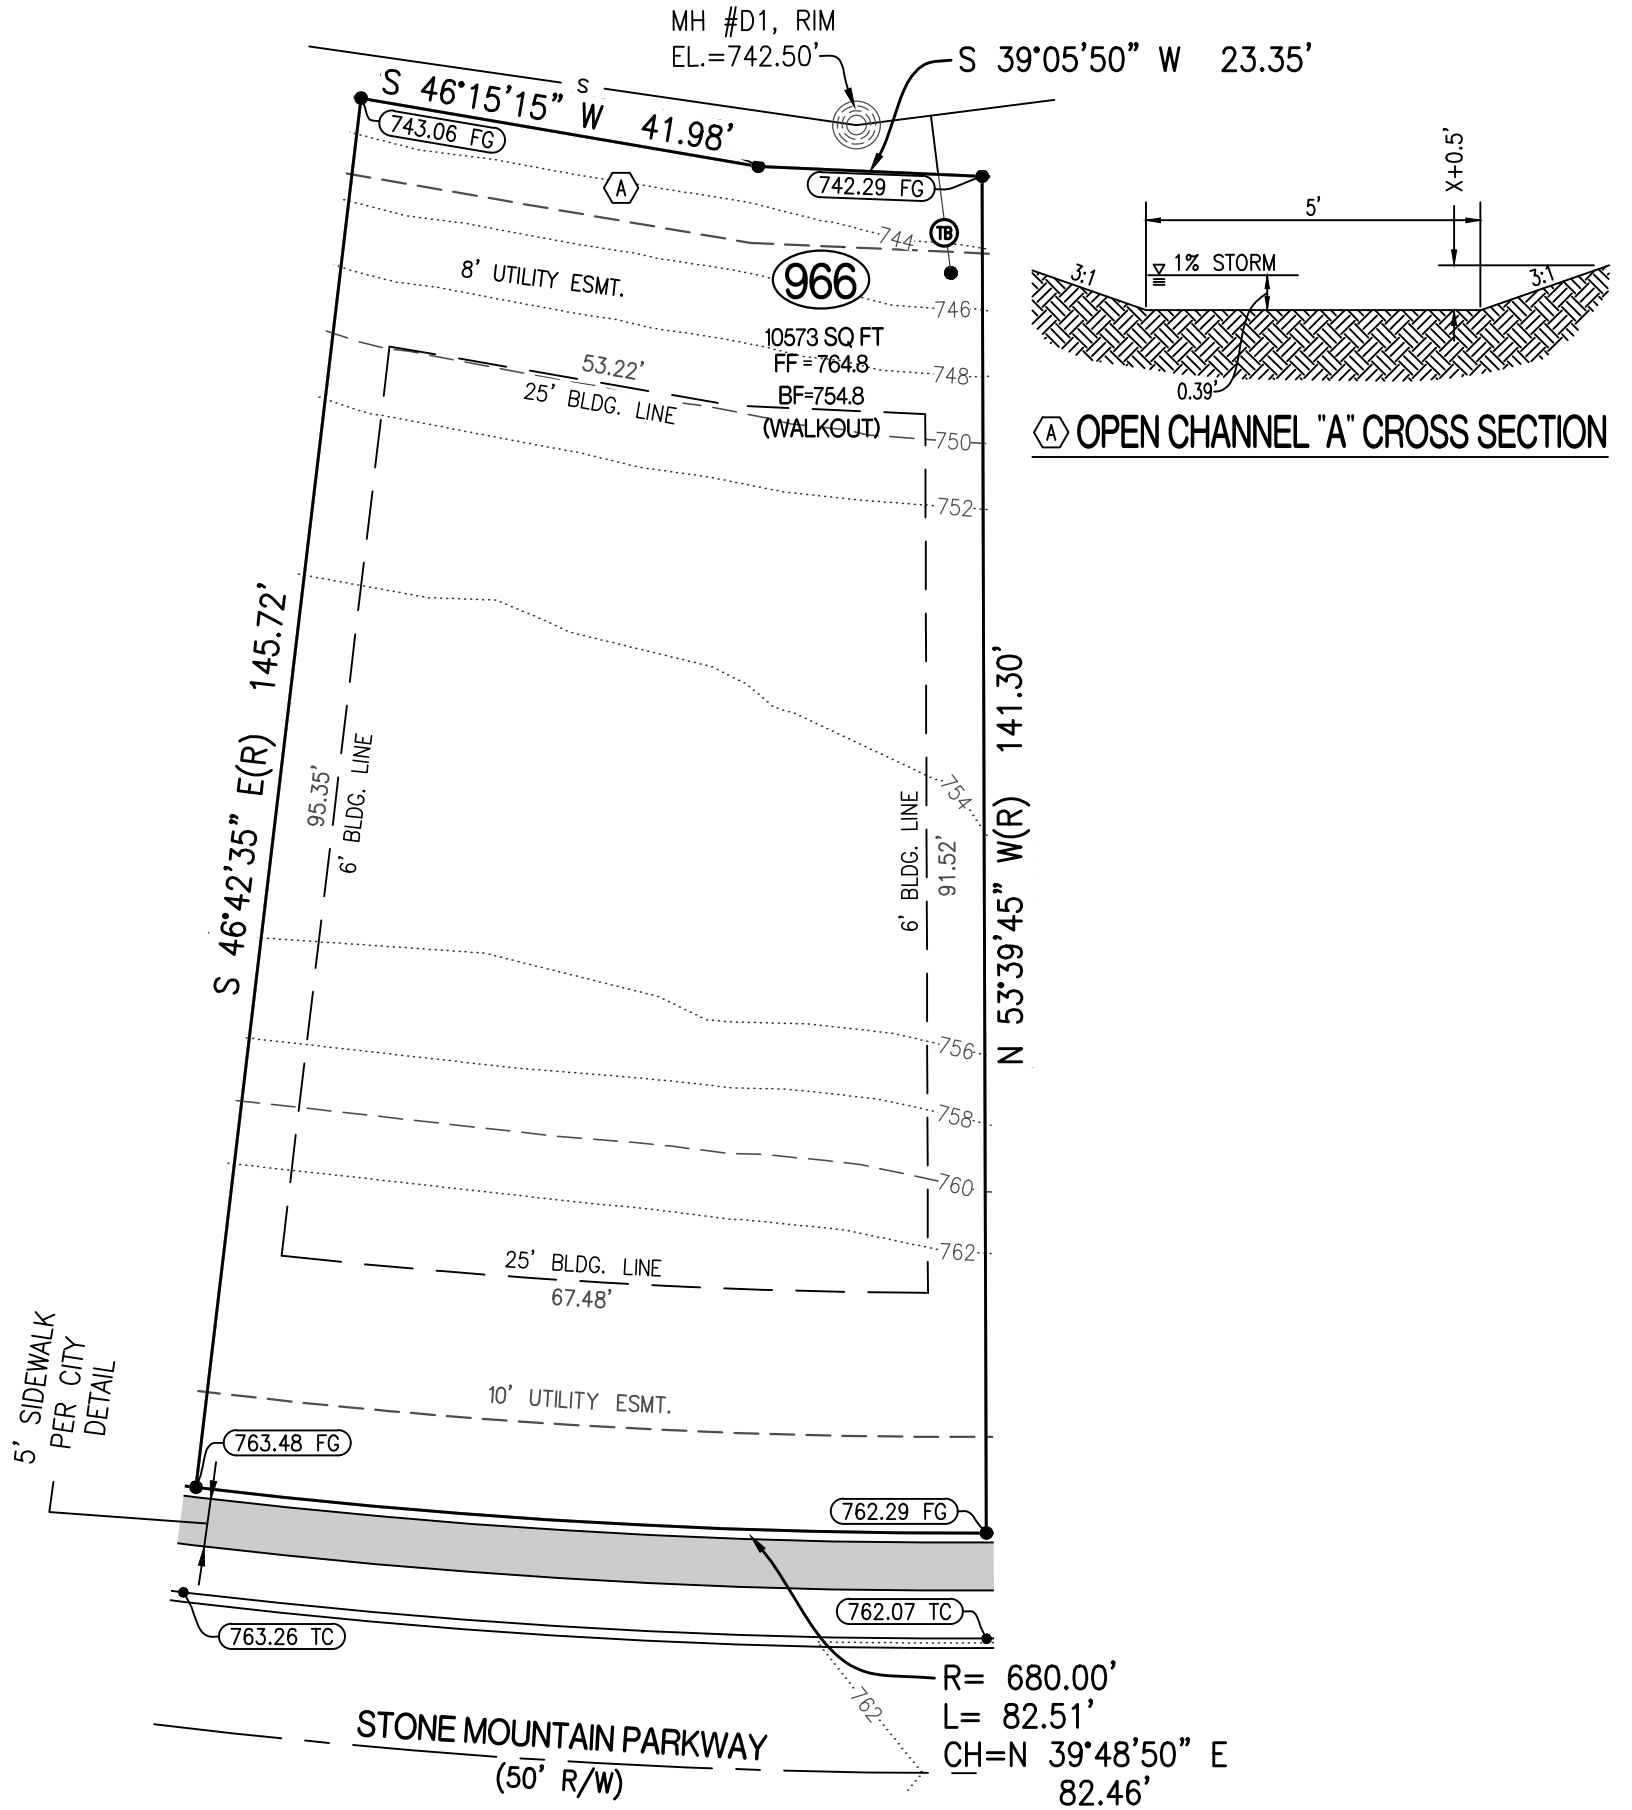 MH #D1, RIM
EL.=742.50'
S 39°05'50" W 23.35'
S
S 46°15'15" W 41.98'
743.06 FG
742.29 FG
A
744
TB
8' UTILITY ESMT.
966
746
10573 SQ FT
FF = 764.8
BF=754.8
(WALKOUT)
748
53.22'
25' BLDG. LINE
750
752
X+0.5'
5'
3:1
1% STORM
3:1
0.39'
A OPEN CHANNEL "A" CROSS SECTION
S 46°42'35" E(R) 145.72'
95.35'
6' BLDG. LINE
754
6' BLDG. LINE
91.52'
N 53°39'45" W(R) 141.30'
756
758
760
762
25' BLDG. LINE
67.48'
5' SIDEWALK
PER CITY
DETAIL
10' UTILITY ESMT.
763.48 FG
762.29 FG
763.26 TC
762.07 TC
762
R= 680.00'
L= 82.51'
CH=N 39°48'50" E
82.46'
STONE MOUNTAIN PARKWAY
(50' R/W)